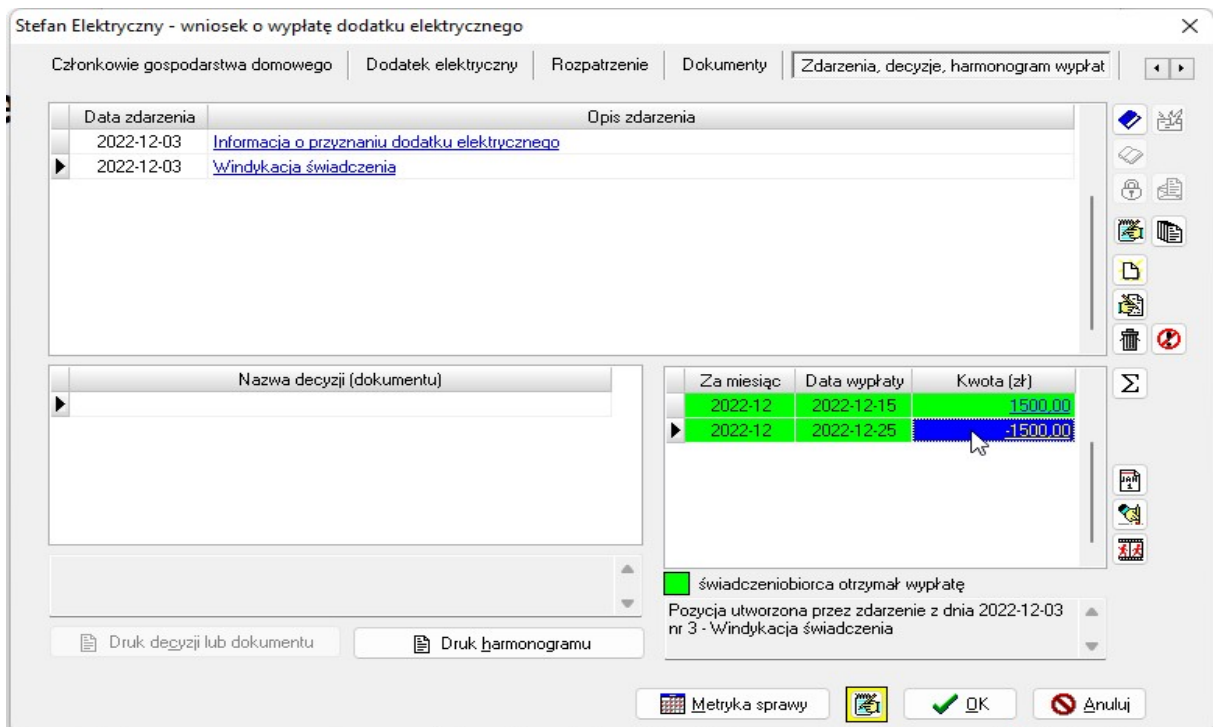 Stefan Elektryczny - wniosek o wypłatę dodatku elektrycznego
Członkowie gospodarstwa domowego Dodatek elektryczny Rozpatrzenie Dokumenty Zdarzenia, decyzje, harmonogram wypłat
Data zdarzenia Opis zdarzenia
2022-12-03 Informacja o przyznaniu dodatku elektrycznego
2022-12-03 Windykacja świadczenia
Nazwa decyzji (dokumentu)
Za miesiąc Data wypłaty Kwota (zł)
2022-12 2022-12-15 1500,00
2022-12 2022-12-25 -1500,00
świadczeniobiorca otrzymał wypłatę
Pozycja utworzona przez zdarzenie z dnia 2022-12-03
nr 3 - Windykacja świadczenia
Druk decyzji lub dokumentu Druk harmonogramu
Metryka sprawy OK Anuluj